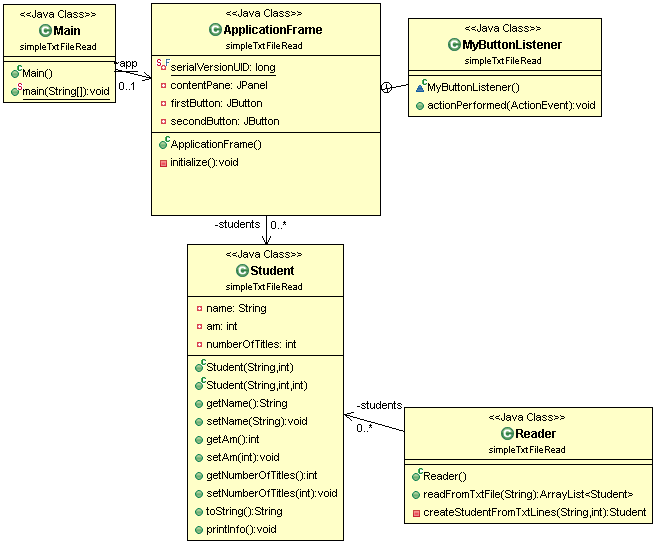 <<Java Class>>
Main
simpleTxtFileRead
Main()
main(String[]):void
~app
0..1
<<Java Class>>
ApplicationFrame
simpleTxtFileRead
serialVersionUID: long
contentPane: JPanel
firstButton: JButton
secondButton: JButton
ApplicationFrame()
initialize():void
<<Java Class>>
MyButtonListener
simpleTxtFileRead
MyButtonListener()
actionPerformed(ActionEvent):void
-students
0..*
<<Java Class>>
Student
simpleTxtFileRead
name: String
am: int
numberOfTitles: int
Student(String,int)
Student(String,int,int)
getName():String
setName(String):void
getAm():int
setAm(int):void
getNumberOfTitles():int
setNumberOfTitles(int):void
toString():String
printInfo():void
-students
0..*
<<Java Class>>
Reader
simpleTxtFileRead
Reader()
readFromTxtFile(String):ArrayList<Student>
createStudentFromTxtLines(String,int):Student